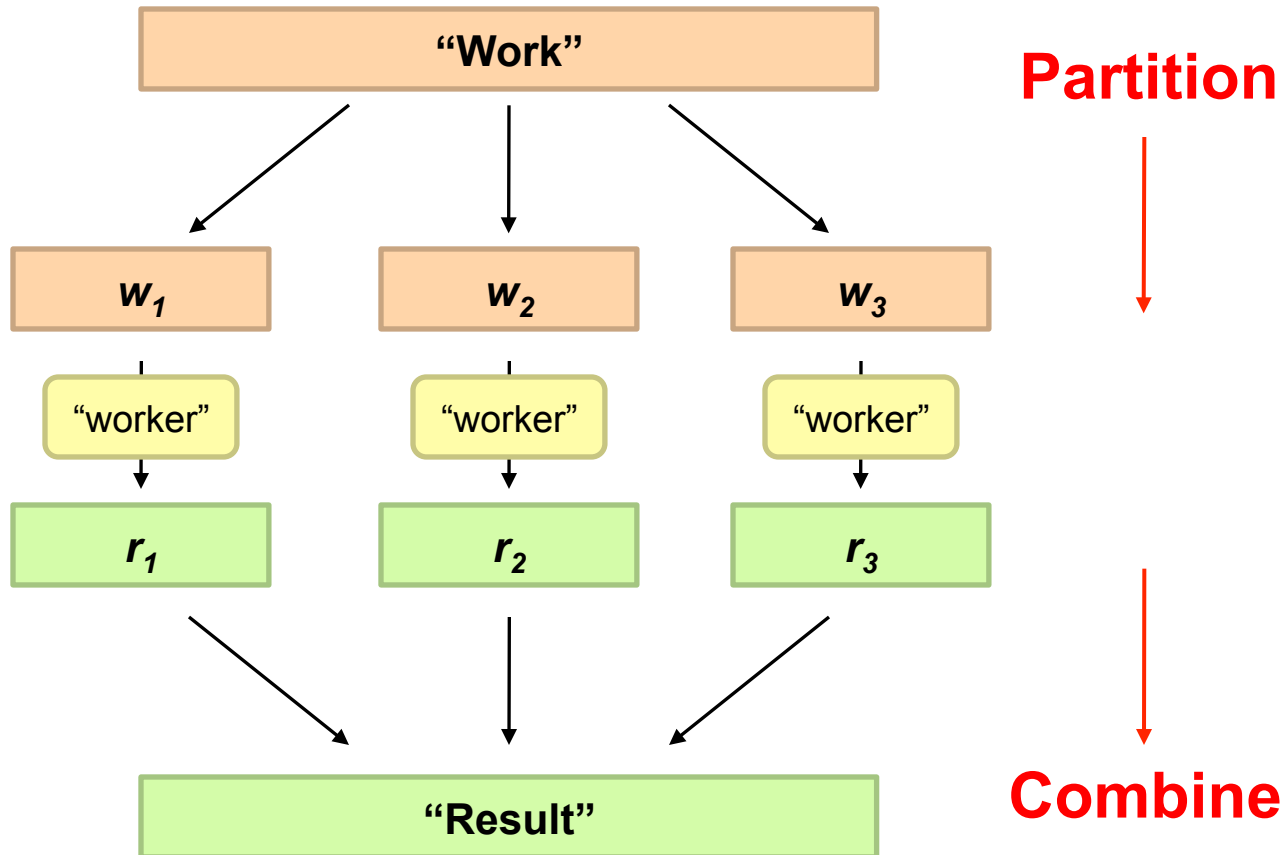 “Work”
Partition
w1 w2 w3
“worker” “worker” “worker”
r1 r2 r3
“Result”
Combine